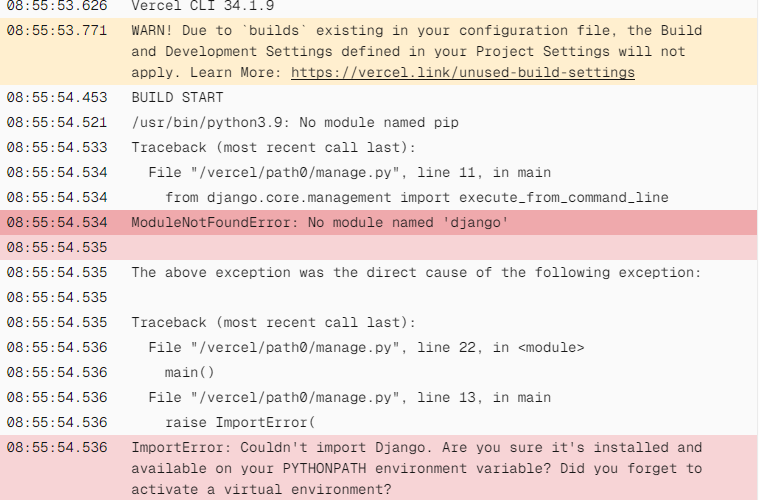 08:55:53.626 Vercel CLI 34.1.9
08:55:53.771 WARN! Due to `builds` existing in your configuration file, the Build
and Development Settings defined in your Project Settings will not
apply. Learn More: https://vercel.link/unused-build-settings
08:55:54.453 BUILD START
08:55:54.521 /usr/bin/python3.9: No module named pip
08:55:54.533 Traceback (most recent call last):
08:55:54.534 File "/vercel/path0/manage.py", line 11, in main
08:55:54.534 from django.core.management import execute_from_command_line
08:55:54.534 ModuleNotFoundError: No module named 'django'
08:55:54.535
08:55:54.535 The above exception was the direct cause of the following exception:
08:55:54.535
08:55:54.535 Traceback (most recent call last):
08:55:54.536 File "/vercel/path0/manage.py", line 22, in <module>
08:55:54.536 main()
08:55:54.536 File "/vercel/path0/manage.py", line 13, in main
08:55:54.536 raise ImportError(
08:55:54.536 ImportError: Couldn't import Django. Are you sure it's installed and
available on your PYTHONPATH environment variable? Did you forget to
activate a virtual environment?